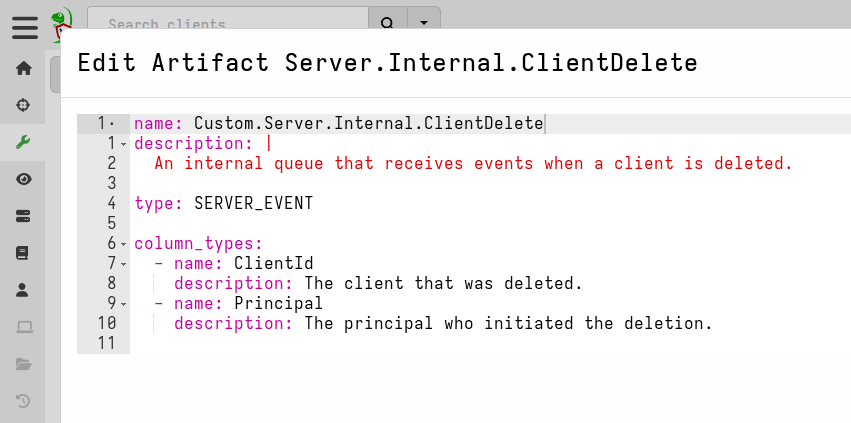 Search clients
Edit Artifact Server.Internal.ClientDelete
1· name: Custom.Server.Internal.ClientDelete
1 description: |
2 An internal queue that receives events when a client is deleted.
3
4 type: SERVER_EVENT
5
6 column_types:
7 - name: ClientId
8 description: The client that was deleted.
9 - name: Principal
10 description: The principal who initiated the deletion.
11